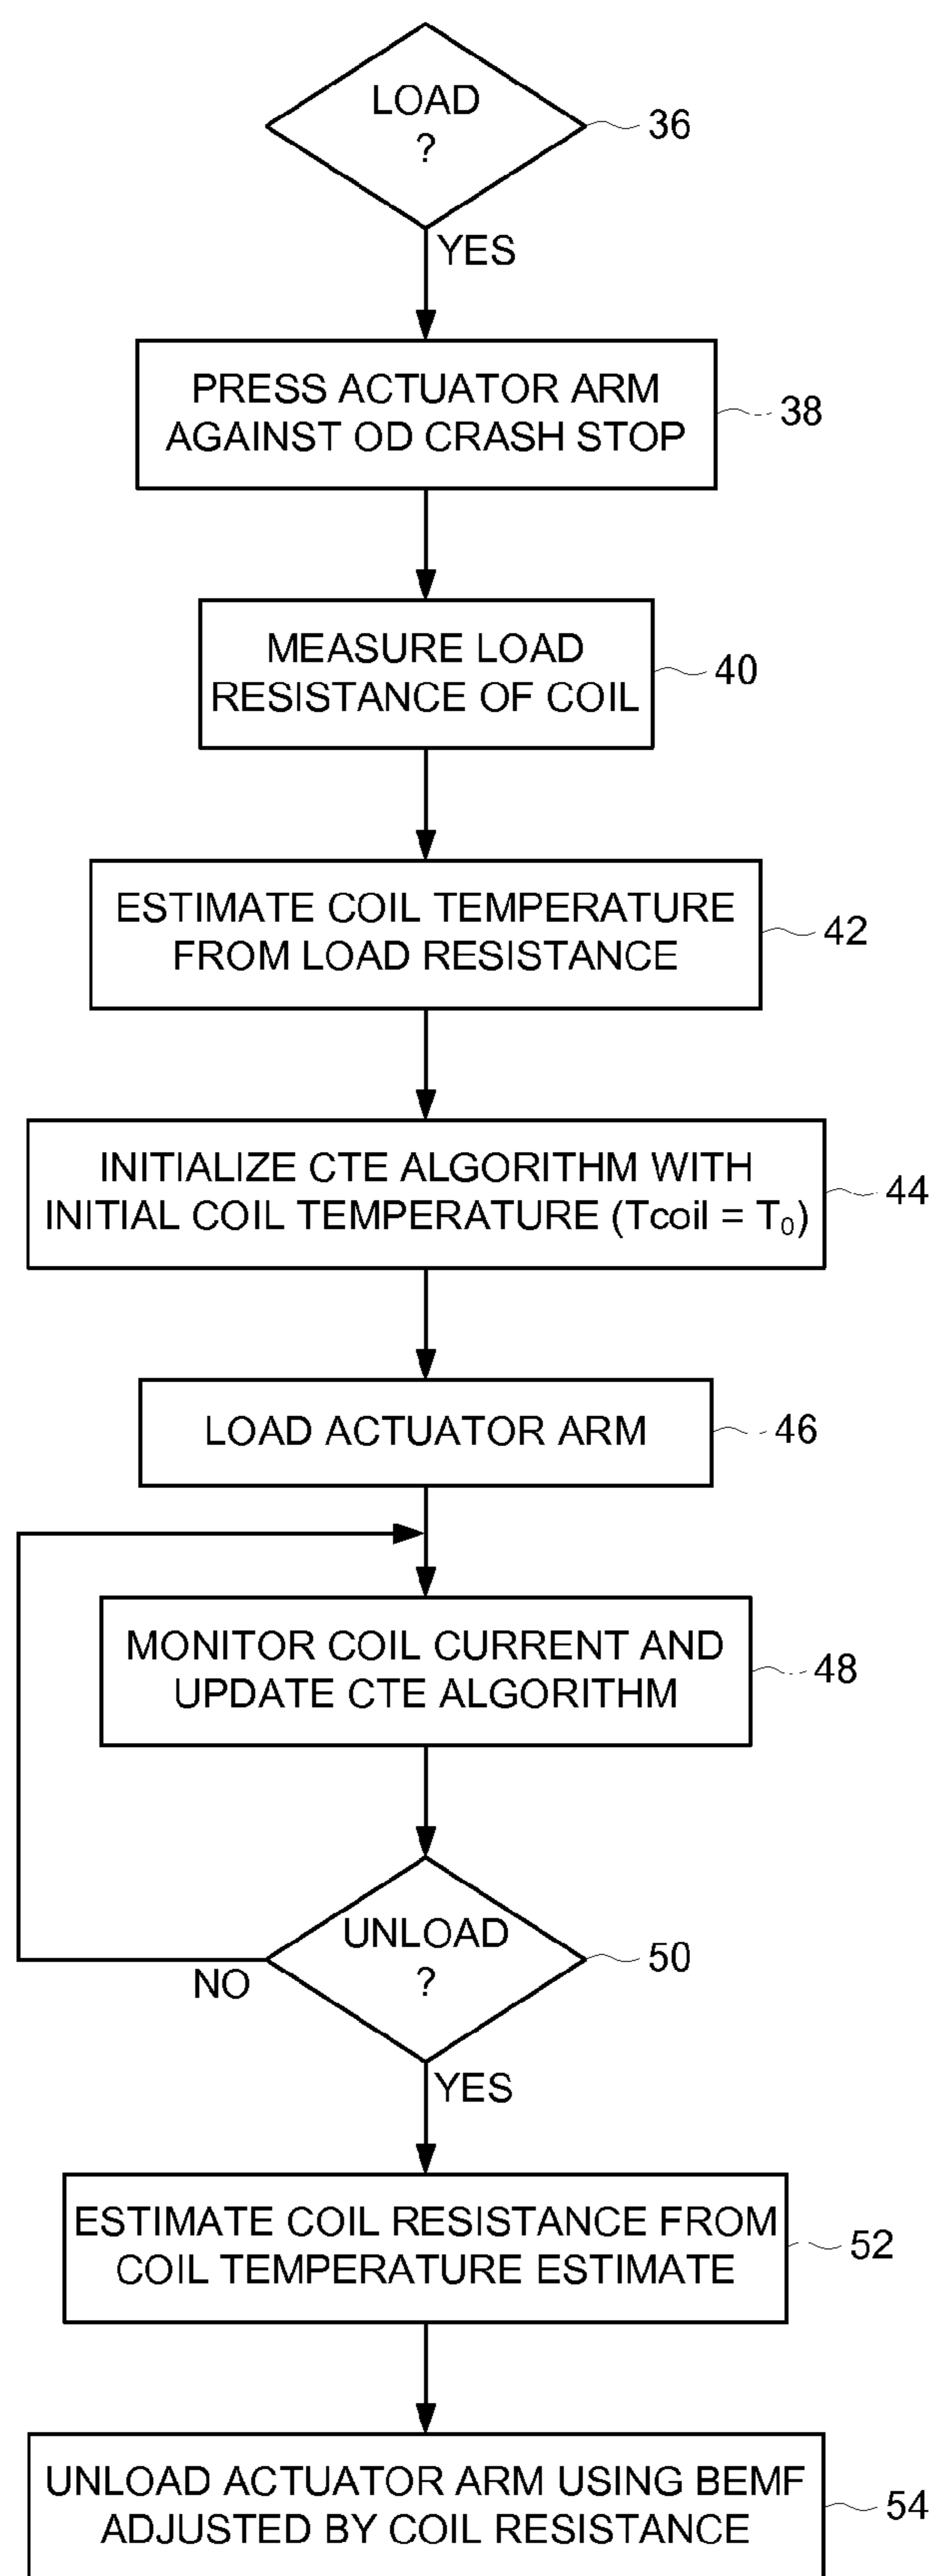 LOAD
?
36
YES
PRESS ACTUATOR ARM
AGAINST OD CRASH STOP
38
MEASURE LOAD
RESISTANCE OF COIL
40
ESTIMATE COIL TEMPERATURE
FROM LOAD RESISTANCE
42
INITIALIZE CTE ALGORITHM WITH
INITIAL COIL TEMPERATURE (Tcoil = T₀)
44
LOAD ACTUATOR ARM
46
MONITOR COIL CURRENT AND
UPDATE CTE ALGORITHM
48
UNLOAD
?
50
NO
YES
ESTIMATE COIL RESISTANCE FROM
COIL TEMPERATURE ESTIMATE
52
UNLOAD ACTUATOR ARM USING BEMF
ADJUSTED BY COIL RESISTANCE
54